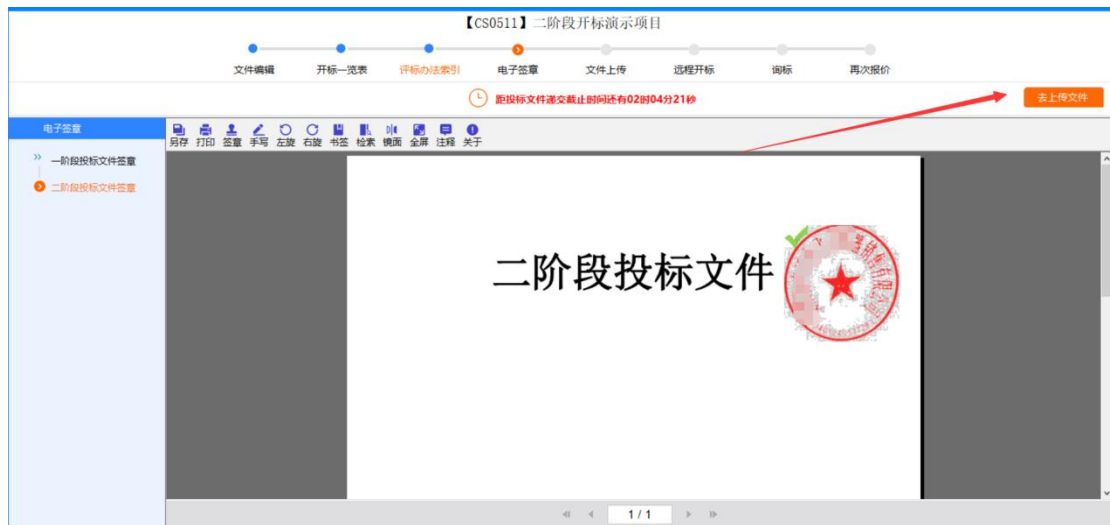 【CS0511】二阶段开标演示项目
文件编辑 开标一览表 评标办法索引 电子签章 文件上传 远程开标 询标 再次报价
距投标文件递交截止时间还有02时04分21秒 去上传文件
电子签章
另存 打印 签章 手写 左旋 右旋 书签 检索 镜面 全屏 注释 关于
一阶段投标文件签章
二阶段投标文件签章
二阶段投标文件
1 / 1